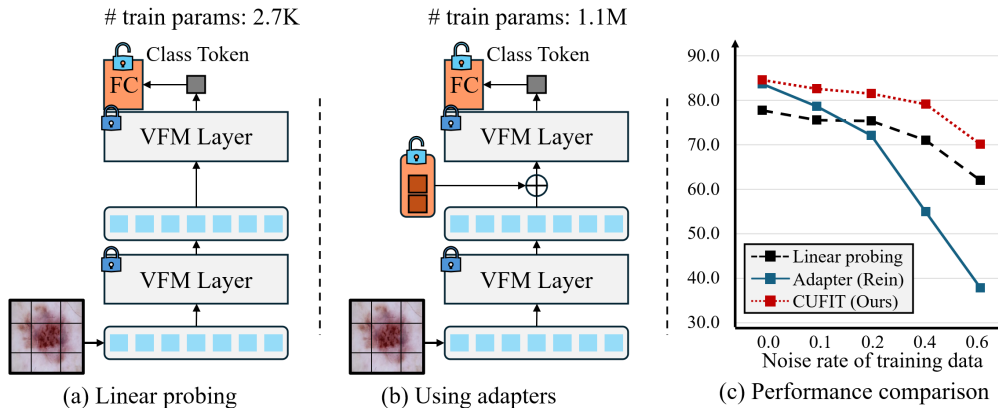 # train params: 2.7K
Class Token
FC
VFM Layer
VFM Layer
(a) Linear probing
# train params: 1.1M
Class Token
FC
VFM Layer
VFM Layer
(b) Using adapters
90.0
80.0
70.0
60.0
50.0
40.0
30.0
Linear probing
Adapter (Rein)
CUFIT (Ours)
0.0 0.1 0.2 0.4 0.6
Noise rate of training data
(c) Performance comparison